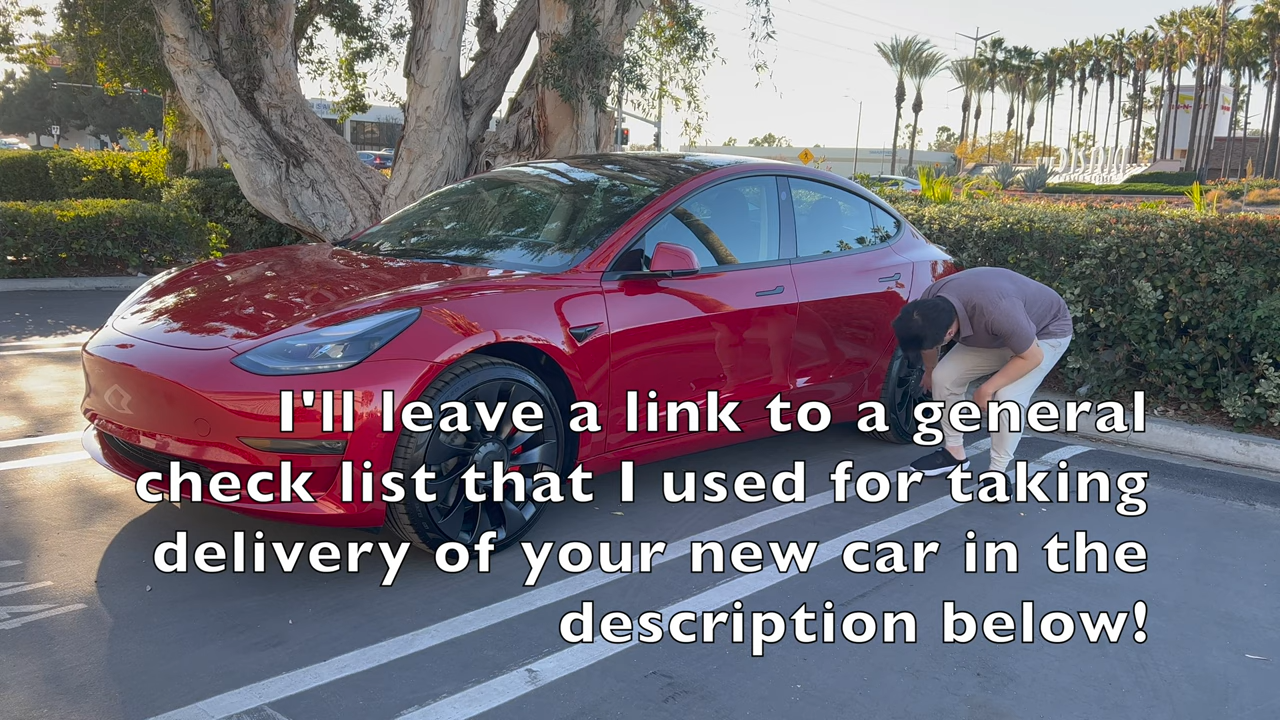 I'll leave a link to a general
check list that I used for taking
delivery of your new car in the
description below!